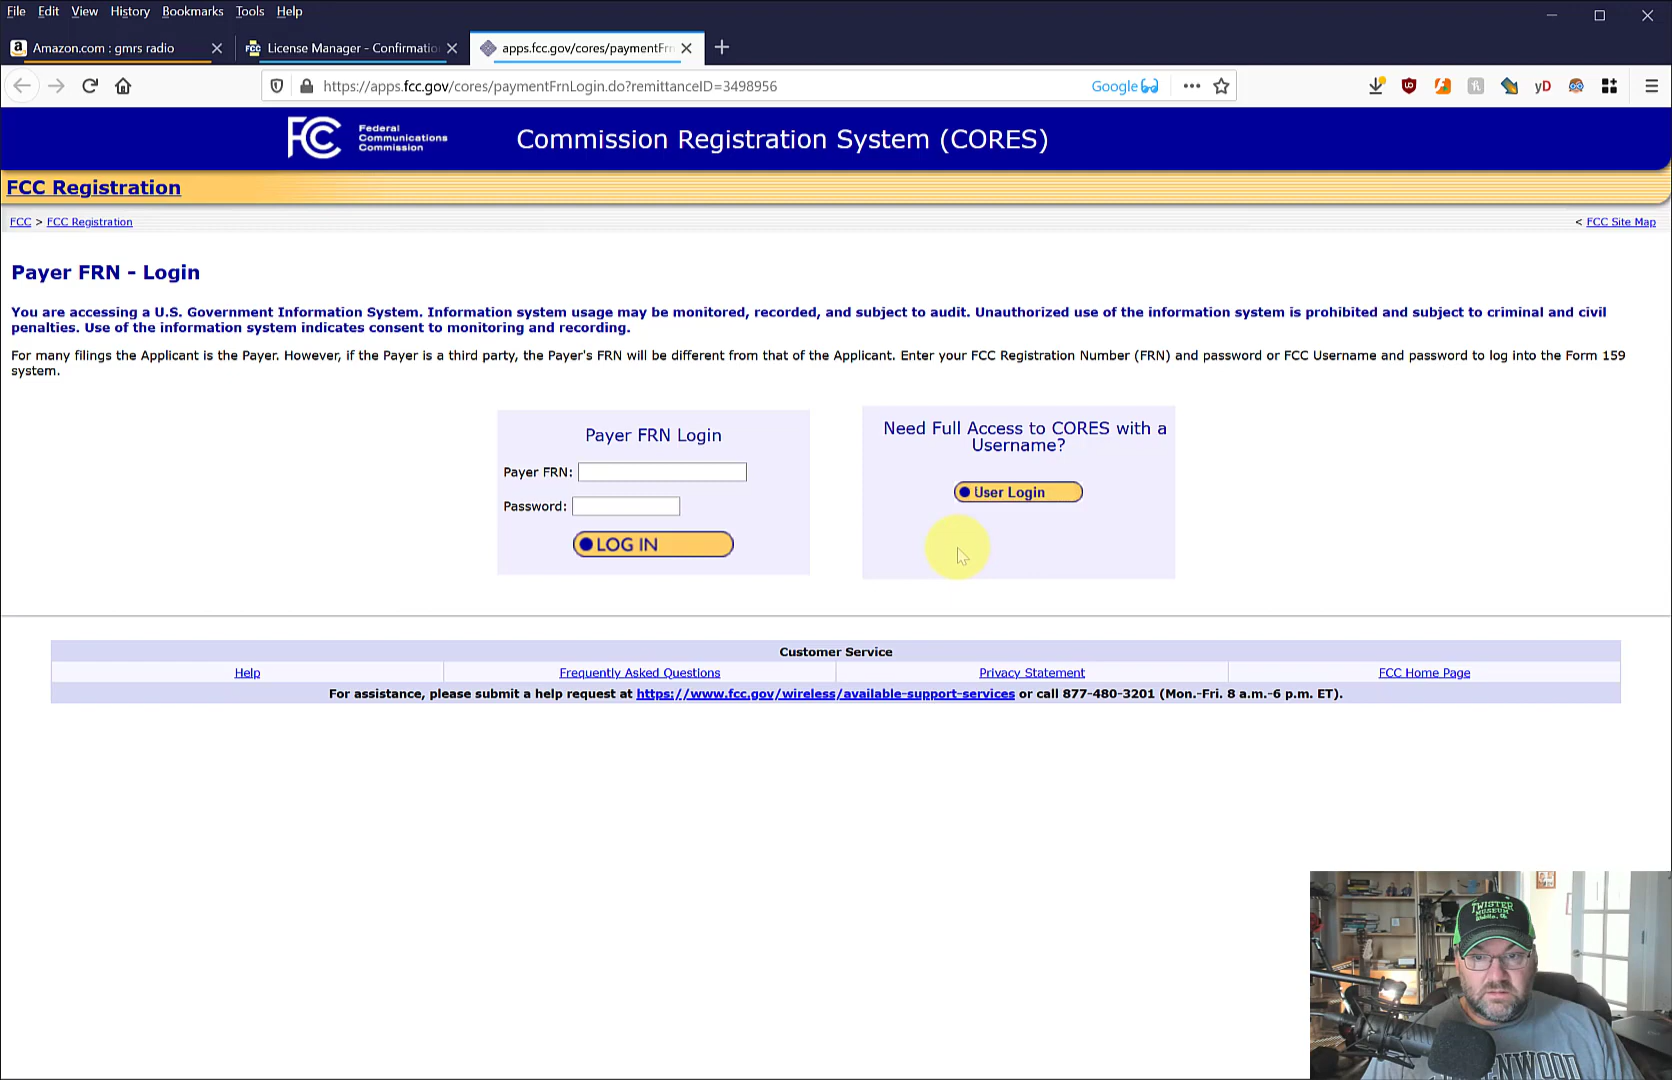 File Edit View History Bookmarks Tools Help
Amazon.com : gmrs radio
FCC License Manager - Confirmatio
apps.fcc.gov/cores/paymentFrn
https://apps.fcc.gov/cores/paymentFrnLogin.do?remittanceID=3498956
Google
yD
FCC Federal Communications Commission
Commission Registration System (CORES)
FCC Registration
FCC > FCC Registration
< FCC Site Map
Payer FRN - Login
You are accessing a U.S. Government Information System. Information system usage may be monitored, recorded, and subject to audit. Unauthorized use of the information system is prohibited and subject to criminal and civil
penalties. Use of the information system indicates consent to monitoring and recording.
For many filings the Applicant is the Payer. However, if the Payer is a third party, the Payer's FRN will be different from that of the Applicant. Enter your FCC Registration Number (FRN) and password or FCC Username and password to log into the Form 159
system.
Payer FRN Login
Payer FRN:
Password:
LOG IN
Need Full Access to CORES with a
Username?
User Login
Customer Service
Help
Frequently Asked Questions
Privacy Statement
FCC Home Page
For assistance, please submit a help request at https://www.fcc.gov/wireless/available-support-services or call 877-480-3201 (Mon.-Fri. 8 a.m.-6 p.m. ET).
TWISTER
MUSEUM